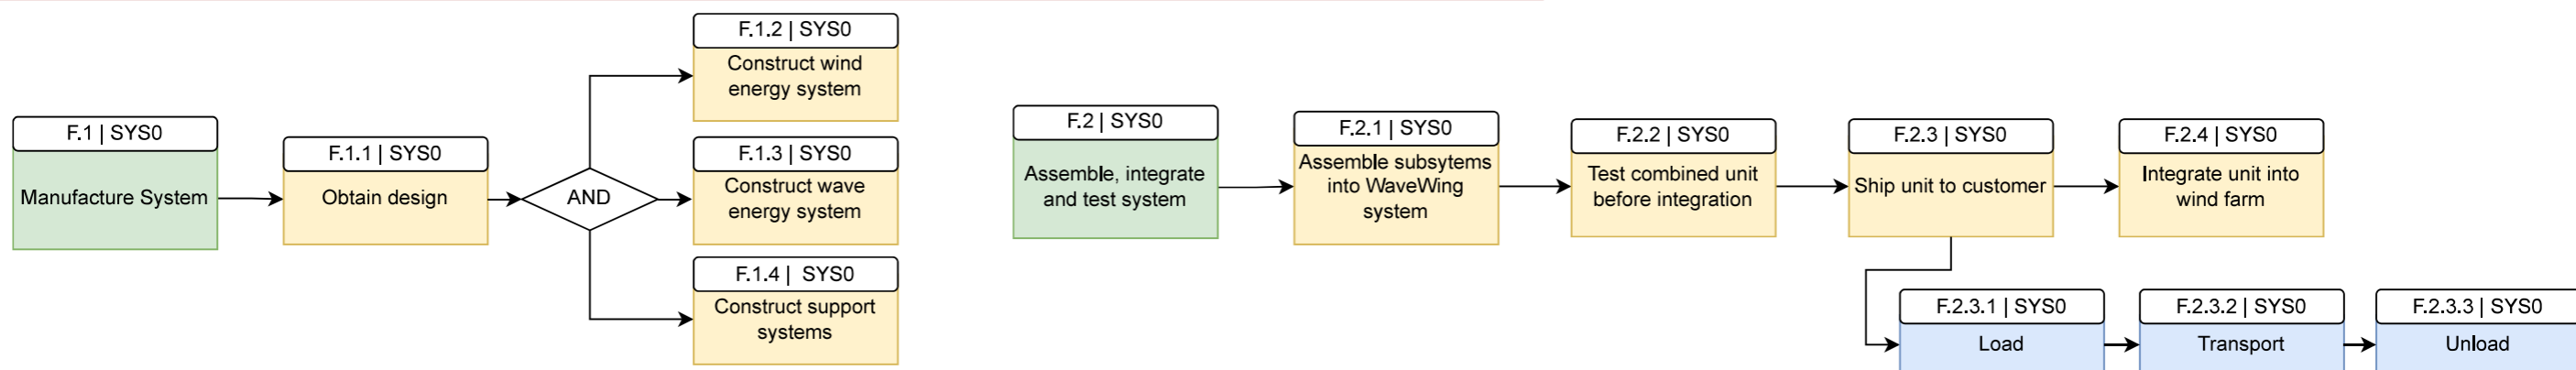 F.1 | SYS0
Manufacture System
F.1.1 | SYS0
Obtain design
AND
F.1.2 | SYS0
Construct wind
energy system
F.1.3 | SYS0
Construct wave
energy system
F.1.4 |  SYS0
Construct support
systems
F.2 | SYS0
Assemble, integrate
and test system
F.2.1 | SYS0
Assemble subsytems
into WaveWing
system
F.2.2 | SYS0
Test combined unit
before integration
F.2.3 | SYS0
Ship unit to customer
F.2.4 | SYS0
Integrate unit into
wind farm
F.2.3.1 | SYS0
Load
F.2.3.2 | SYS0
Transport
F.2.3.3 | SYS0
Unload